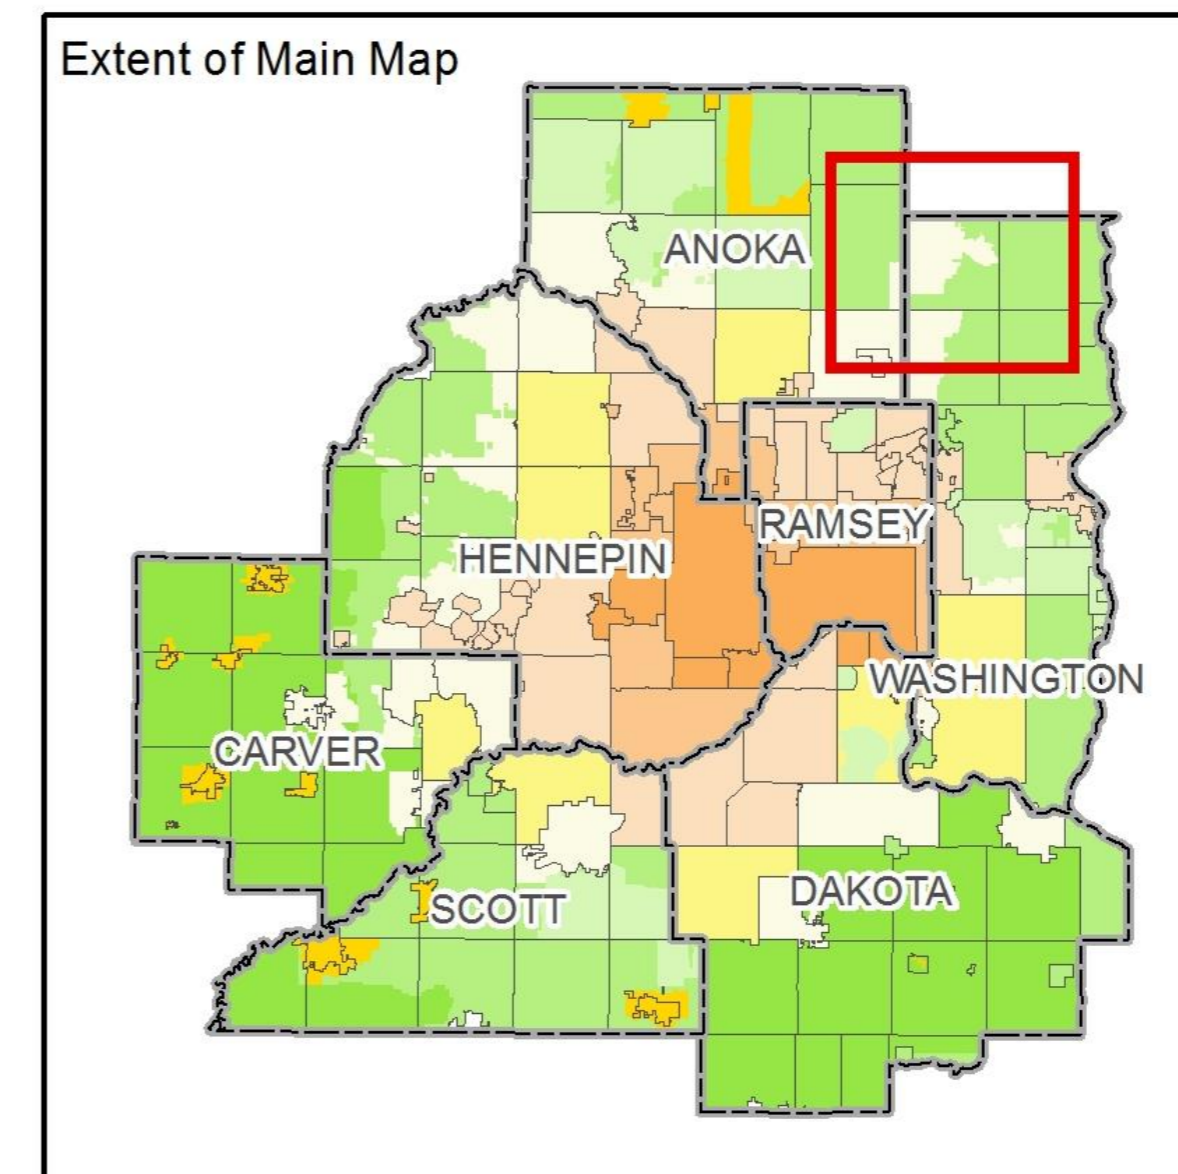 Extent of Main Map
ANOKA
RAMSEY
HENNEPIN
WASHINGTON
CARVER
DAKOTA
SCOTT